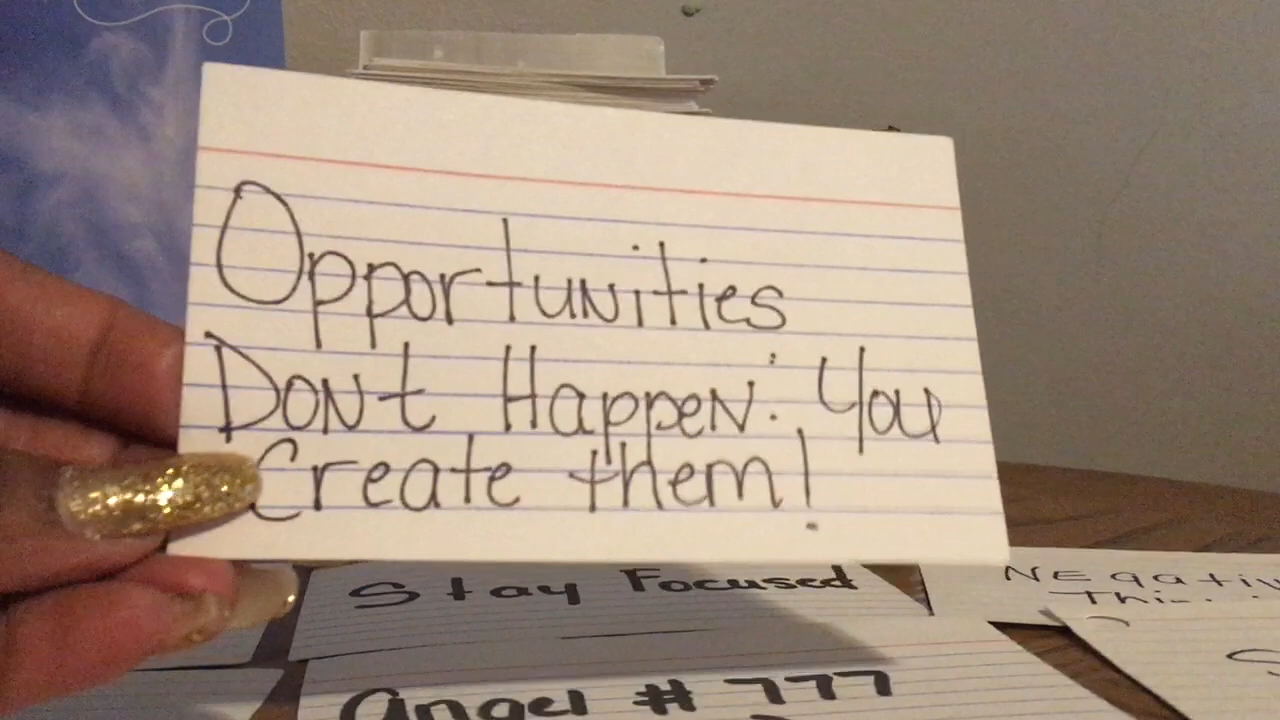 Opportunities
Dont Happen: You
Create them!
Stay Focused
Negativ
Angel # 777